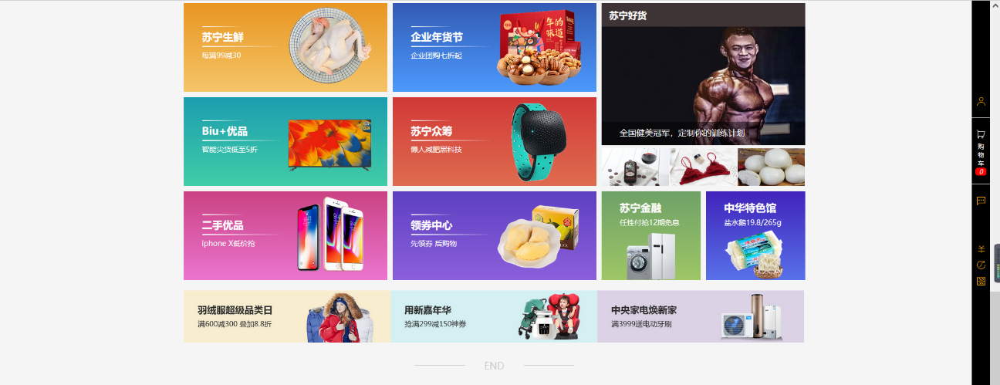 苏宁生鲜
每满99减30
企业年货节
企业团购七折起
年的味道
苏宁好货
全国健美冠军，定制你的训练计划
Biu+优品
智能尖货低至5折
苏宁众筹
懒人减肥黑科技
二手优品
iphone X低价抢
领券中心
先领券 后购物
苏宁金融
任性付抢12期免息
中华特色馆
盐水鹅19.8/265g
羽绒服超级品类日
满600减300 叠加8.8折
用新嘉年华
抢满299减150神券
中央家电焕新家
满3999送电动牙刷
END
购物车
0